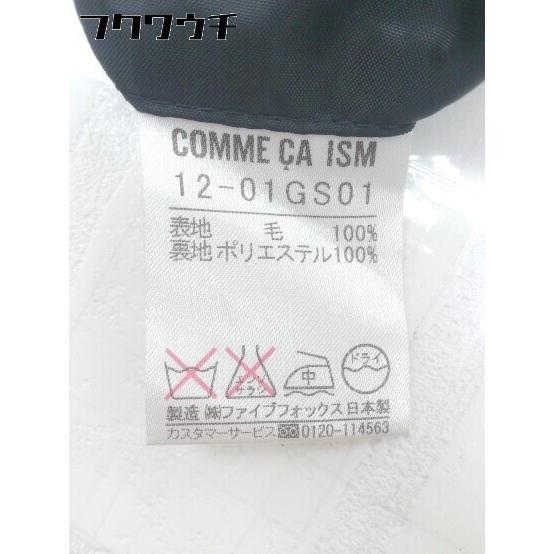 フクワウチ
COMME ÇA ISM
12-01GS01
表地 毛 100%
裏地 ポリエステル100%
中 ドライ
製造 ㈱ファイブフォックス 日本製
カスタマーサービス 0120-114563